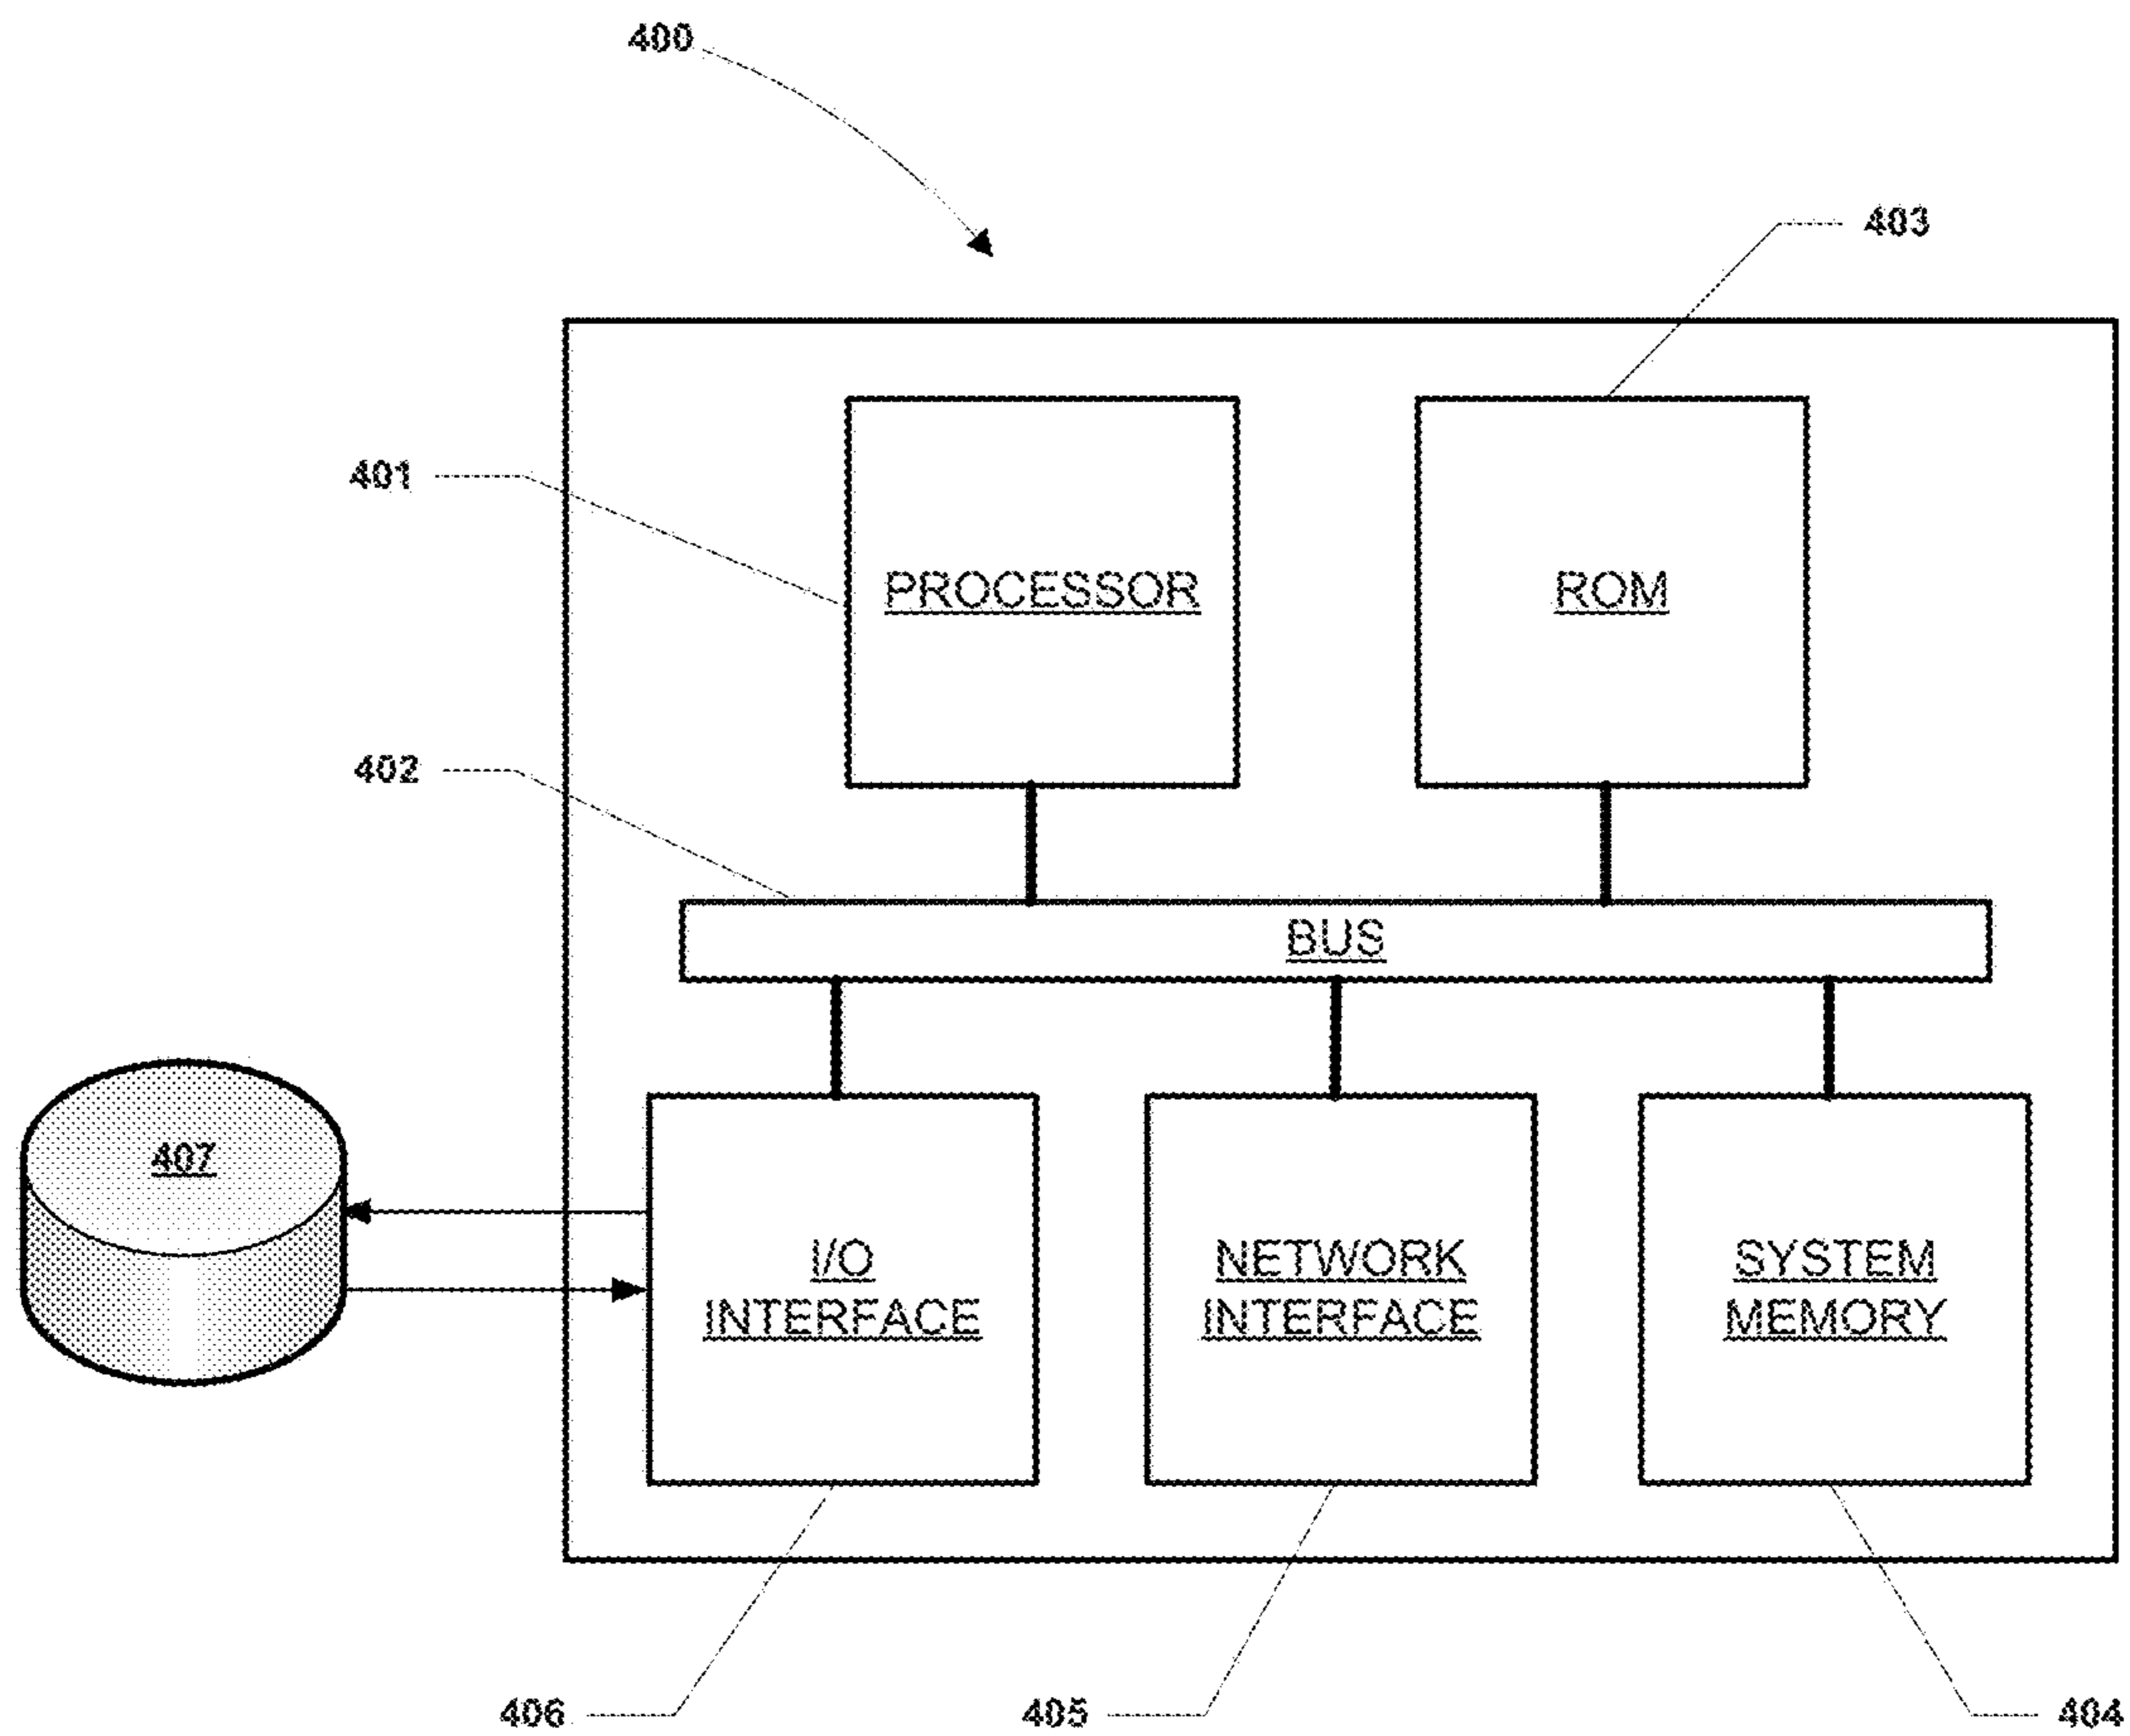 400
403
401
PROCESSOR
ROM
402
BUS
407
I/O
INTERFACE
NETWORK
INTERFACE
SYSTEM
MEMORY
406
405
404